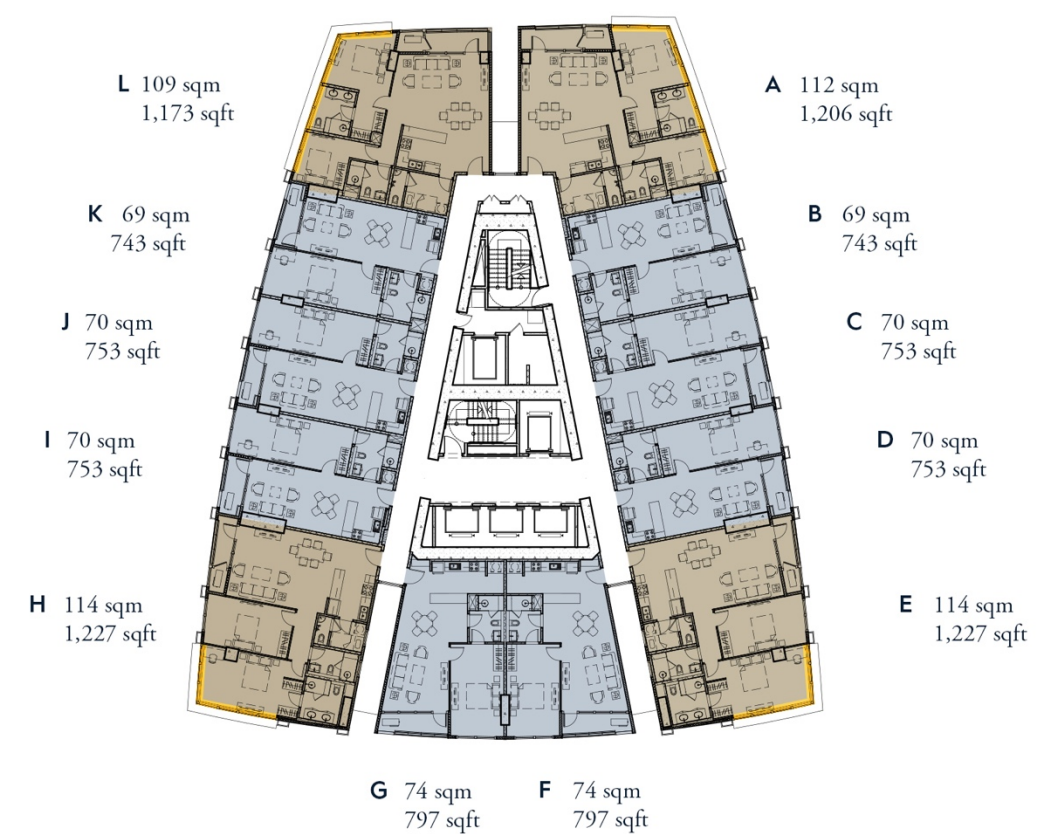 L 109 sqm
1,173 sqft
A 112 sqm
1,206 sqft
K 69 sqm
743 sqft
B 69 sqm
743 sqft
J 70 sqm
753 sqft
C 70 sqm
753 sqft
I 70 sqm
753 sqft
D 70 sqm
753 sqft
H 114 sqm
1,227 sqft
E 114 sqm
1,227 sqft
G 74 sqm
797 sqft
F 74 sqm
797 sqft